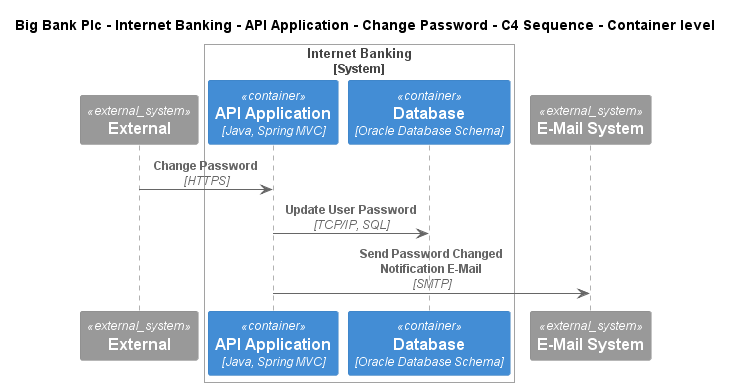 Big Bank Plc - Internet Banking - API Application - Change Password - C4 Sequence - Container level
Internet Banking
[System]
«external_system»
External
«container»
API Application
[Java, Spring MVC]
«container»
Database
[Oracle Database Schema]
«external_system»
E-Mail System
Change Password
[HTTPS]
Update User Password
[TCP/IP, SQL]
Send Password Changed
Notification E-Mail
[SMTP]
«external_system»
External
«container»
API Application
[Java, Spring MVC]
«container»
Database
[Oracle Database Schema]
«external_system»
E-Mail System